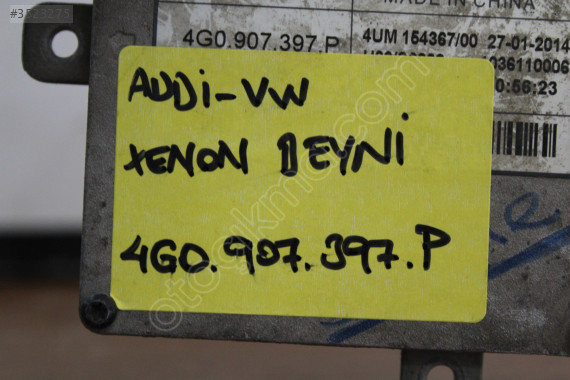 MADE IN CHINA
4G0.907.397.P
4UM 154367/00 27-01-2014
036110006
0:56:23
AUDi-VW
XENON BEYNİ
4G0.907.397.P